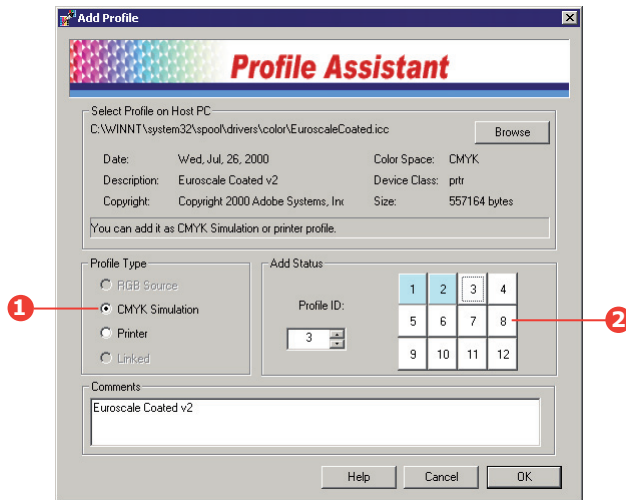 Add Profile
Profile Assistant
Select Profile on Host PC
C:\WINNT\system32\spool\drivers\color\EuroscaleCoated.icc
Browse
Date: Wed, Jul, 26, 2000 Color Space: CMYK
Description: Euroscale Coated v2 Device Class: prtr
Copyright: Copyright 2000 Adobe Systems, Inc Size: 557164 bytes
You can add it as CMYK Simulation or printer profile.
Profile Type
RGB Source
CMYK Simulation
Printer
Linked
1
Add Status
Profile ID:
3
1 2 3 4
5 6 7 8
9 10 11 12
2
Comments
Euroscale Coated v2
Help Cancel OK